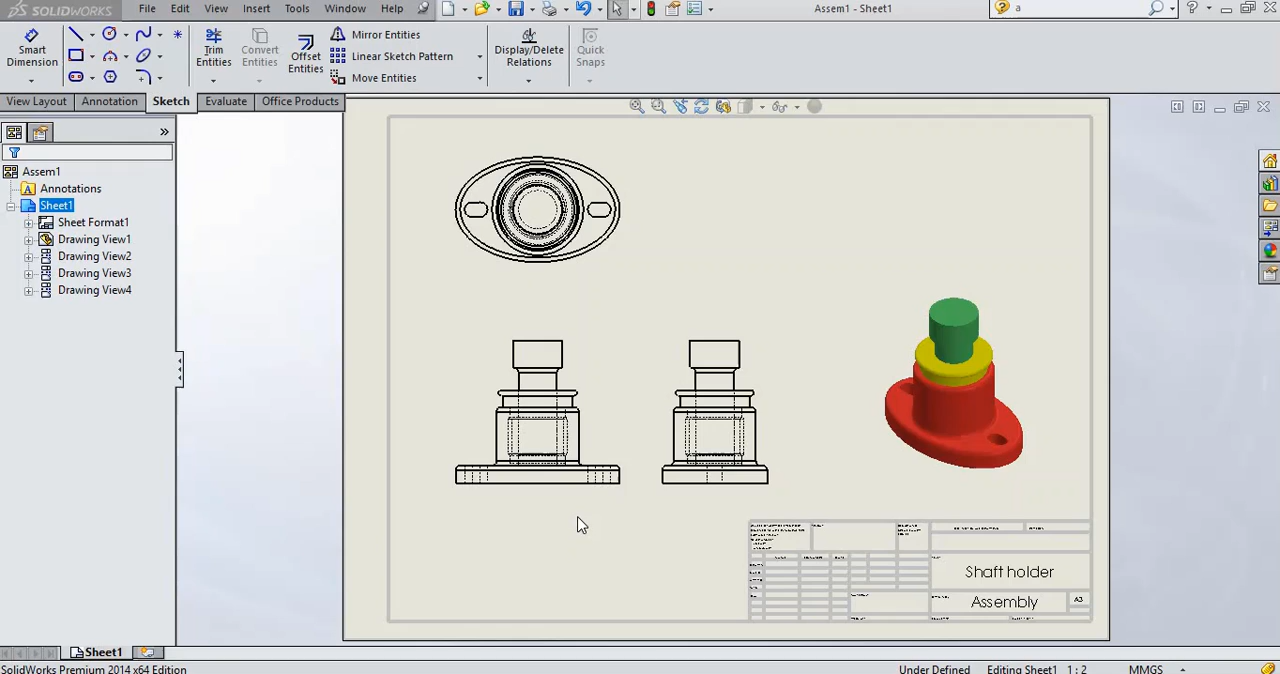 SOLIDWORKS File Edit View Insert Tools Window Help Assem1 - Sheet1 a
Smart Dimension
Trim Entities
Convert Entities
Offset Entities
Mirror Entities
Linear Sketch Pattern
Move Entities
Display/Delete Relations
Quick Snaps
View Layout Annotation Sketch Evaluate Office Products
Assem1
A Annotations
Sheet1
Sheet Format1
Drawing View1
Drawing View2
Drawing View3
Drawing View4
Shaft holder
Assembly A3
Sheet1
SolidWorks Premium 2014 x64 Edition Under Defined Editing Sheet1 1 : 2 MMGS